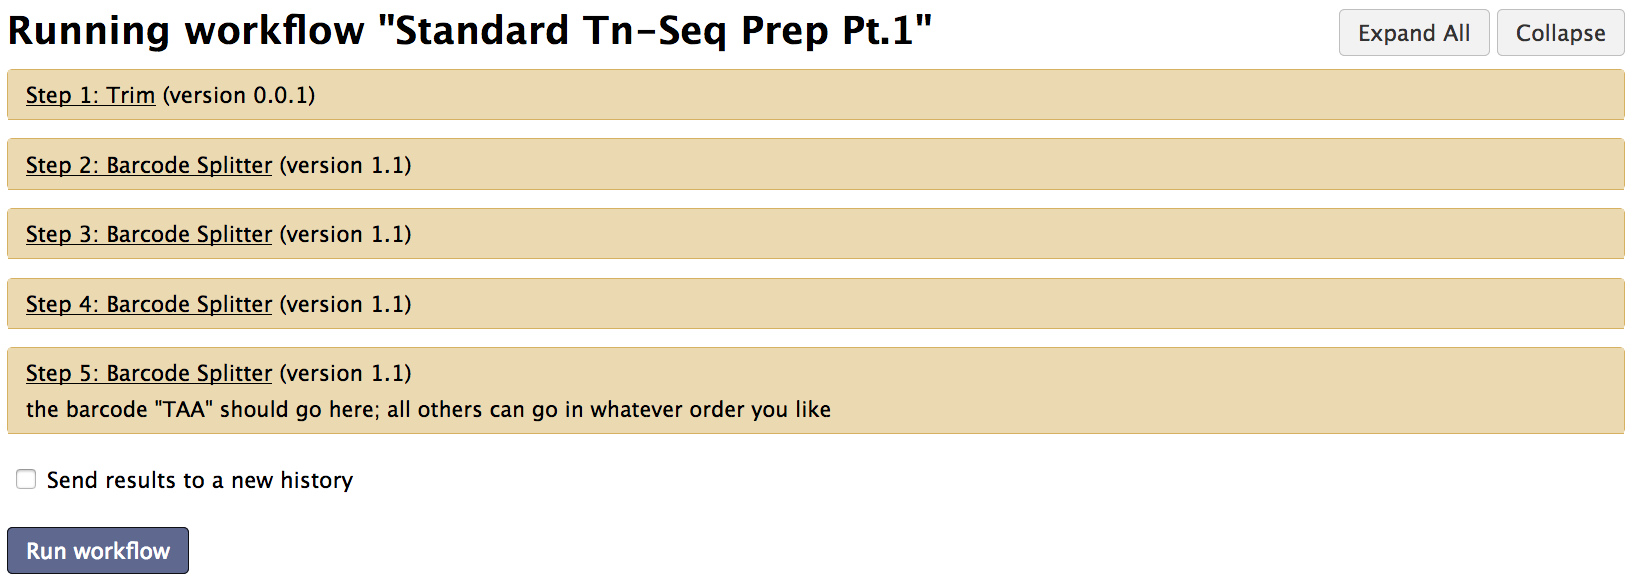 Running workflow "Standard Tn-Seq Prep Pt.1"
Expand All
Collapse
Step 1: Trim (version 0.0.1)
Step 2: Barcode Splitter (version 1.1)
Step 3: Barcode Splitter (version 1.1)
Step 4: Barcode Splitter (version 1.1)
Step 5: Barcode Splitter (version 1.1)
the barcode "TAA" should go here; all others can go in whatever order you like
Send results to a new history
Run workflow